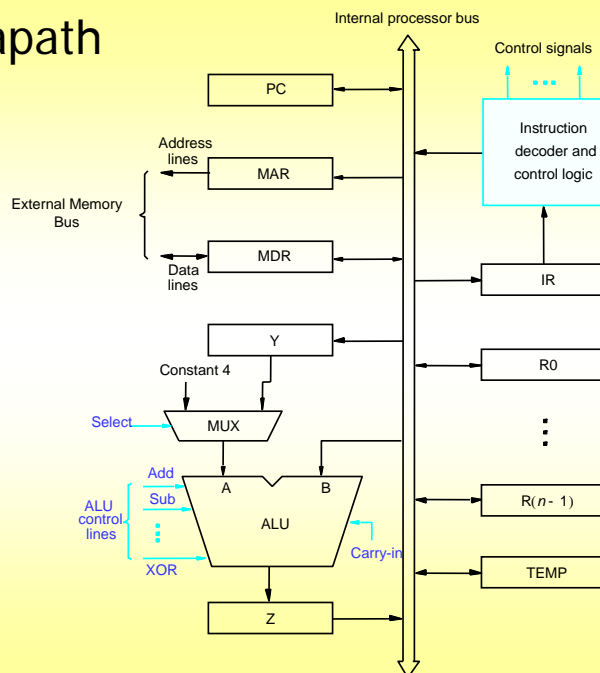 apath
Internal processor bus
Control signals
PC
Instruction
decoder and
control logic
Address
lines
MAR
External Memory
Bus
MDR
Data
lines
IR
Y
Constant 4
R0
Select
MUX
Add
A
B
ALU
control
lines
Sub
ALU
R(n - 1)
Carry-in
XOR
TEMP
Z